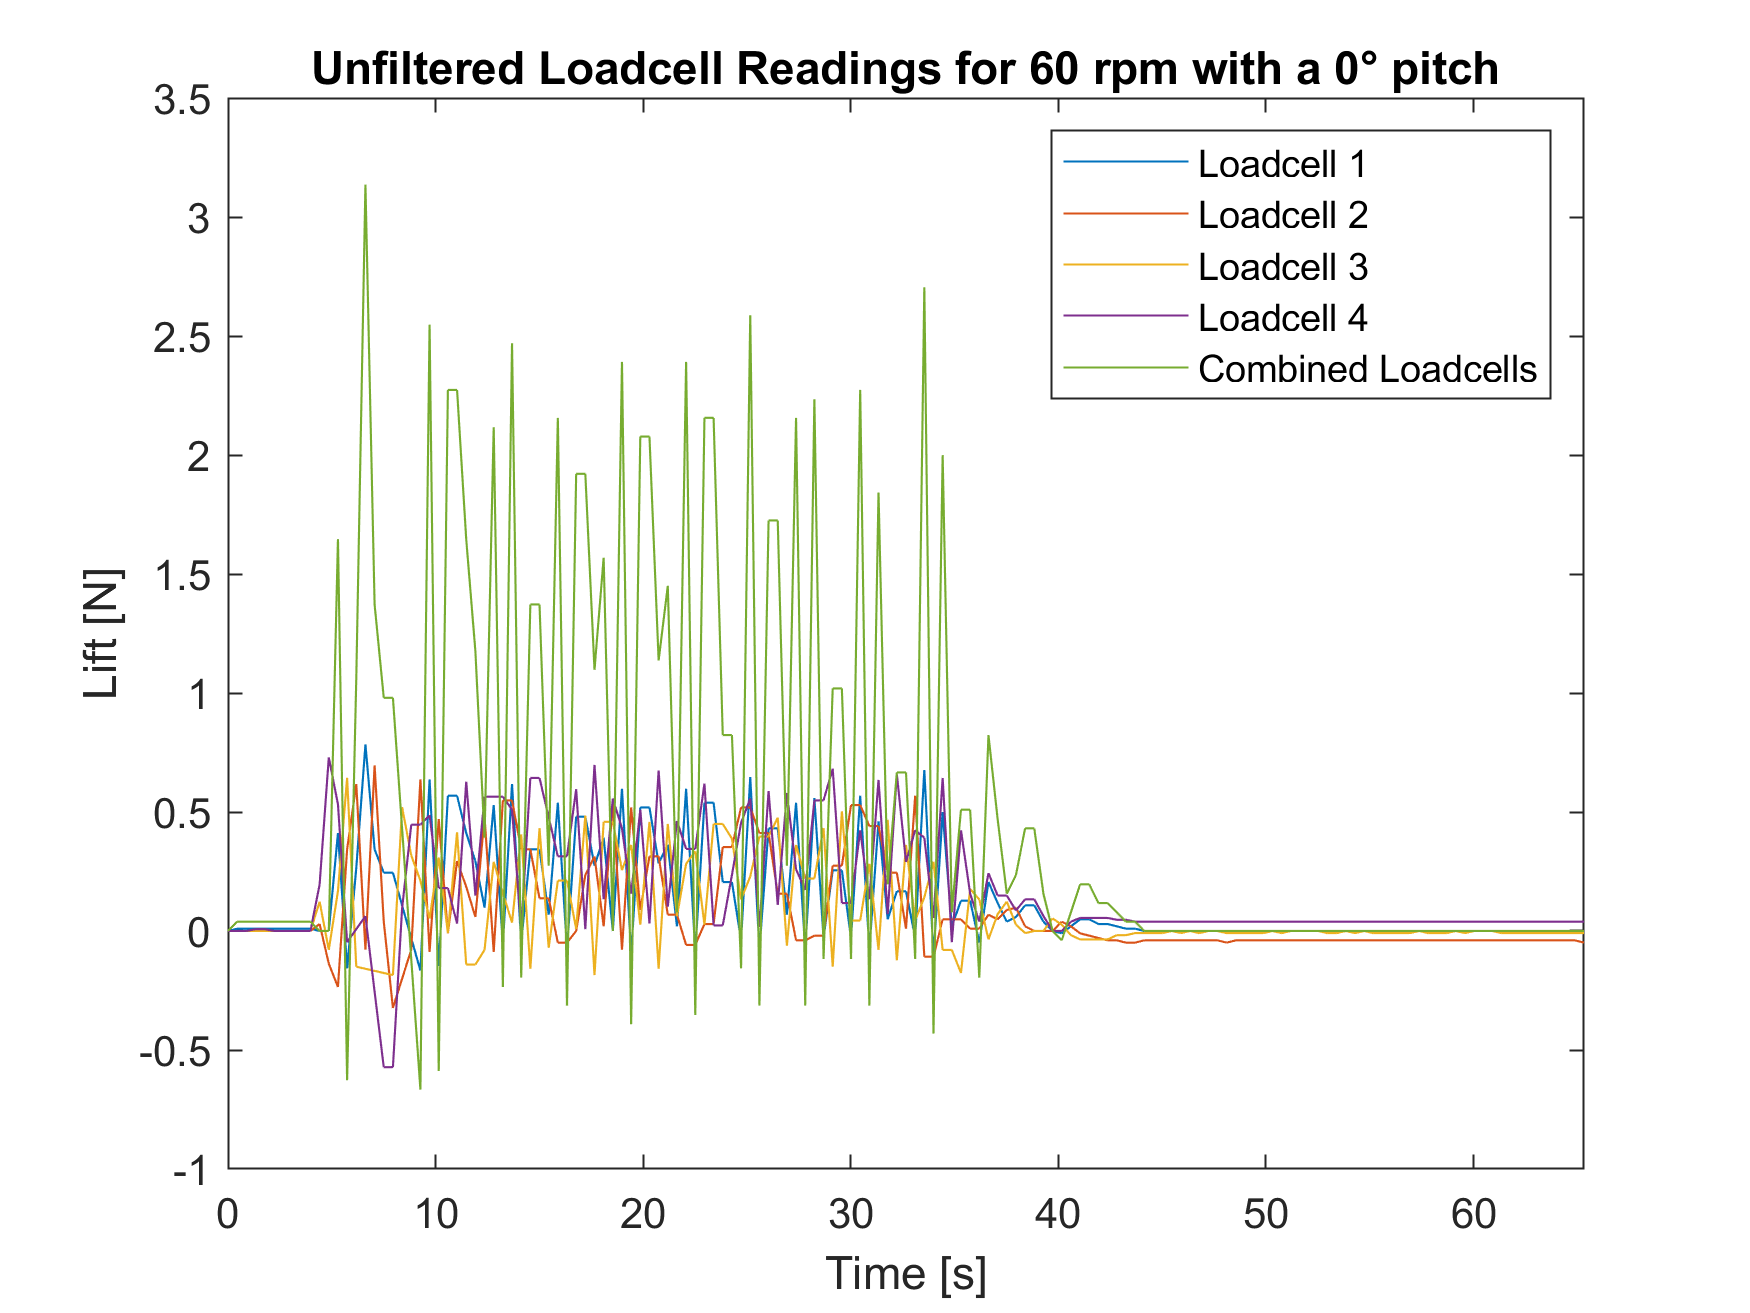 Unfiltered Loadcell Readings for 60 rpm with a 0° pitch
3.5
3
2.5
2
1.5
1
0.5
0
-0.5
-1
Lift [N]
Loadcell 1
Loadcell 2
Loadcell 3
Loadcell 4
Combined Loadcells
0 10 20 30 40 50 60
Time [s]